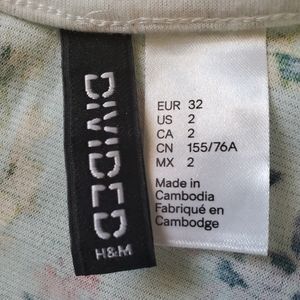 DIVIDED
H&M
EUR 32
US 2
CA 2
CN 155/76A
MX 2
Made in
Cambodia
Fabriqué en
Cambodge